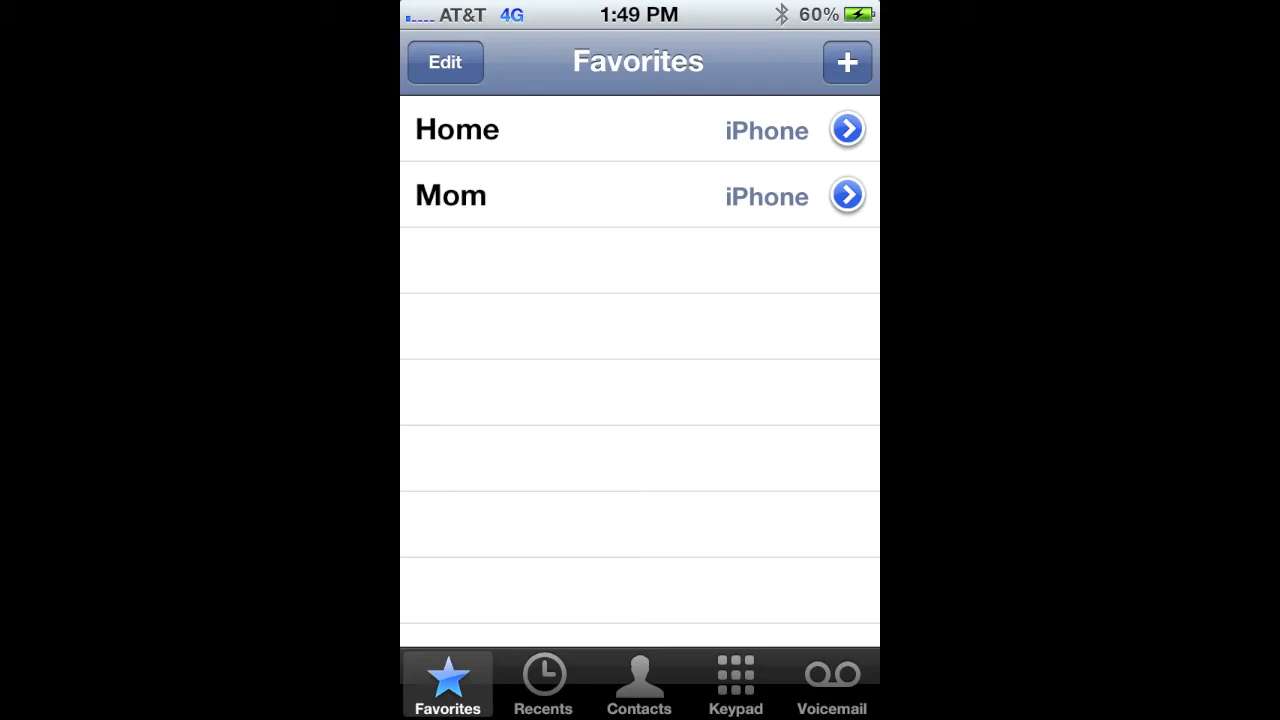 AT&T 4G 1:49 PM 60%
Edit Favorites +
Home iPhone
Mom iPhone
Favorites Recents Contacts Keypad Voicemail